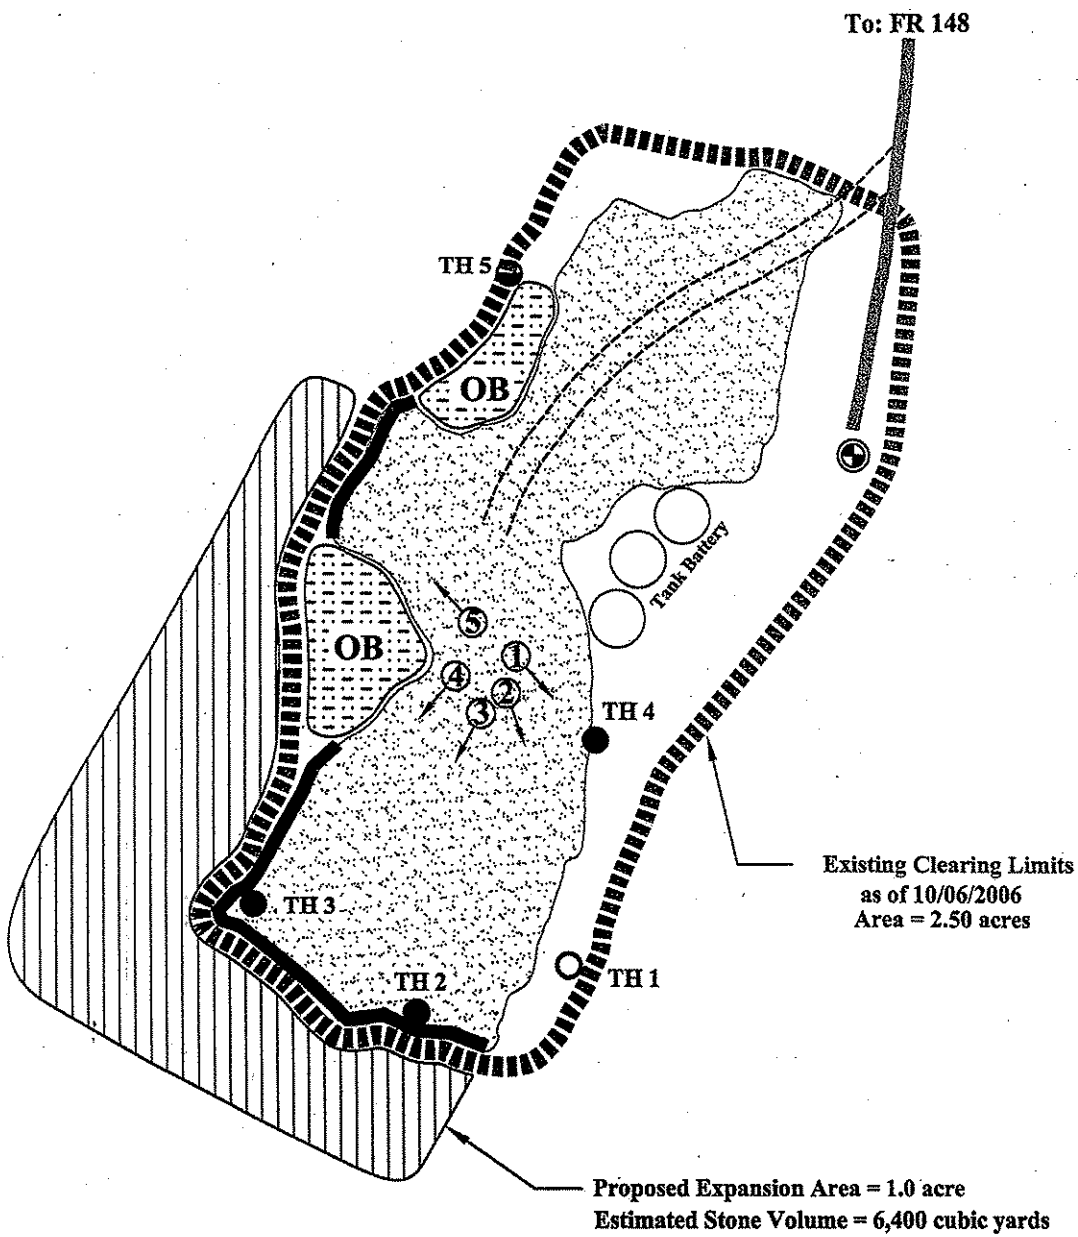 To: FR 148
TH 5
OB
Tank Battery
OB
5
1
4
2
3
TH 4
Existing Clearing Limits
as of 10/06/2006
Area = 2.50 acres
TH 3
TH 2
TH 1
Proposed Expansion Area = 1.0 acre
Estimated Stone Volume = 6,400 cubic yards